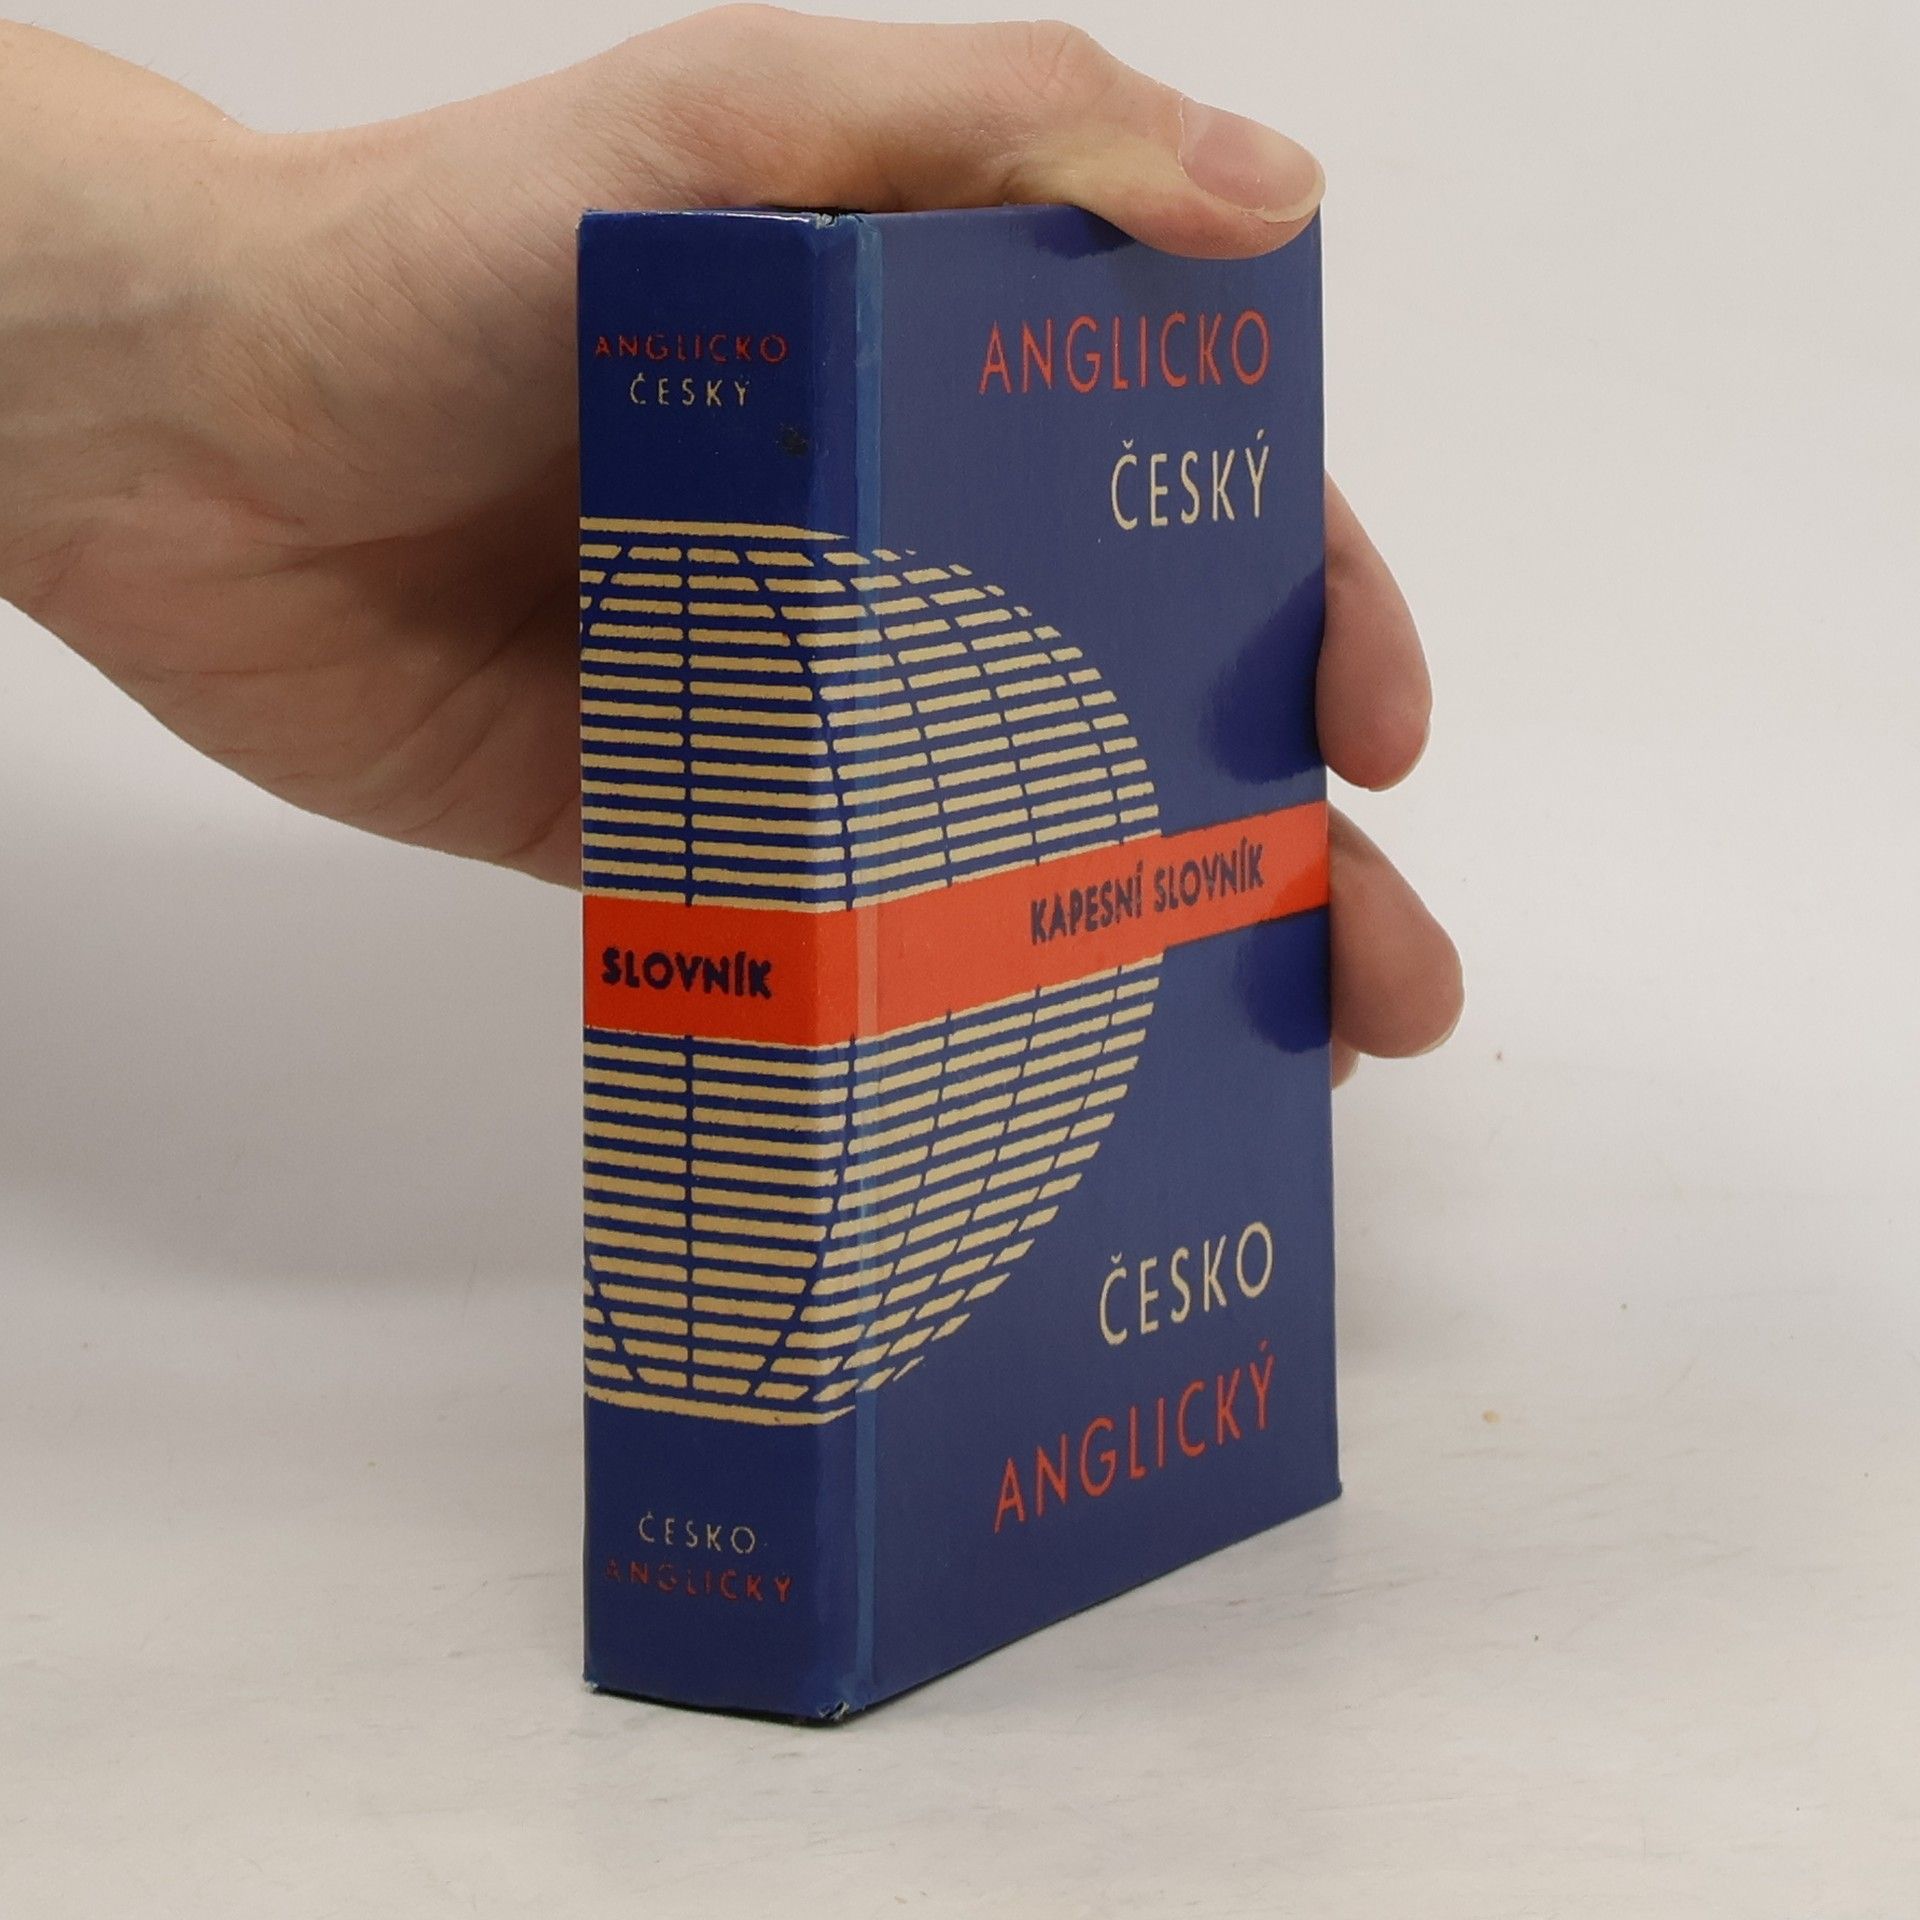 ANGLICKO
ČESKÝ
SLOVNÍK
ČESKO
ANGLICKÝ
ANGLICKO
ČESKÝ
KAPESNÍ SLOVNÍK
ČESKO
ANGLICKÝ